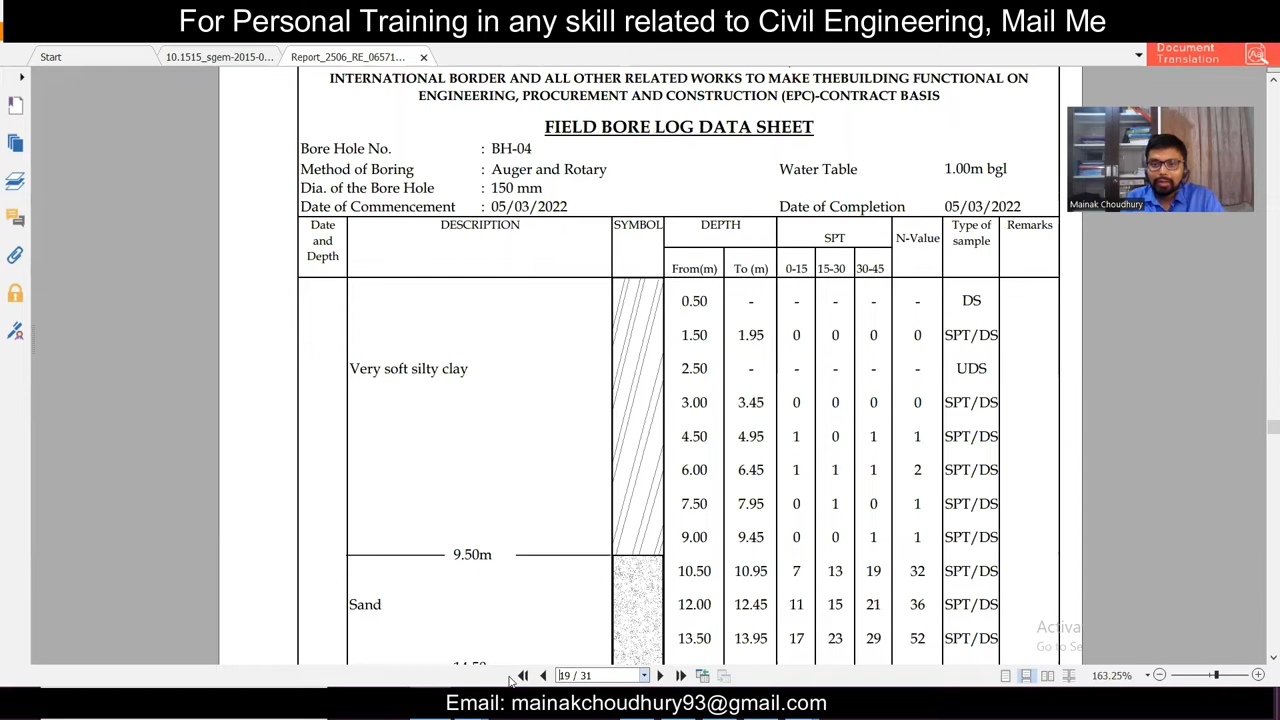 For Personal Training in any skill related to Civil Engineering, Mail Me
Start 10.1515_sgem-2015-0... Report_2506_RE_06571...
Document Translation
INTERNATIONAL BORDER AND ALL OTHER RELATED WORKS TO MAKE THEBUILDING FUNCTIONAL ON
ENGINEERING, PROCUREMENT AND CONSTRUCTION (EPC)-CONTRACT BASIS
FIELD BORE LOG DATA SHEET
Bore Hole No. : BH-04
Method of Boring : Auger and Rotary Water Table 1.00m bgl
Dia. of the Bore Hole : 150 mm
Date of Commencement : 05/03/2022 Date of Completion 05/03/2022
Mainak Choudhury
Date and Depth DESCRIPTION SYMBOL DEPTH SPT N-Value Type of sample Remarks
From(m) To (m) 0-15 15-30 30-45
0.50 - - - - - DS
1.50 1.95 0 0 0 0 SPT/DS
Very soft silty clay 2.50 - - - - - UDS
3.00 3.45 0 0 0 0 SPT/DS
4.50 4.95 1 0 1 1 SPT/DS
6.00 6.45 1 1 1 2 SPT/DS
7.50 7.95 0 1 0 1 SPT/DS
9.00 9.45 0 0 1 1 SPT/DS
9.50m
10.50 10.95 7 13 19 32 SPT/DS
Sand 12.00 12.45 11 15 21 36 SPT/DS
13.50 13.95 17 23 29 52 SPT/DS
Activa
Go to Se
19 / 31
163.25%
Email: mainakchoudhury93@gmail.com